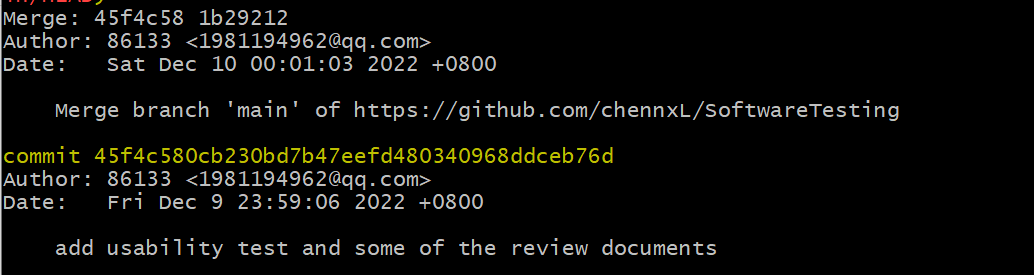 Merge: 45f4c58 1b29212
Author: 86133 <1981194962@qq.com>
Date:   Sat Dec 10 00:01:03 2022 +0800
Merge branch 'main' of https://github.com/chennxL/SoftwareTesting
commit 45f4c580cb230bd7b47eefd480340968ddceb76d
Author: 86133 <1981194962@qq.com>
Date:   Fri Dec 9 23:59:06 2022 +0800
add usability test and some of the review documents